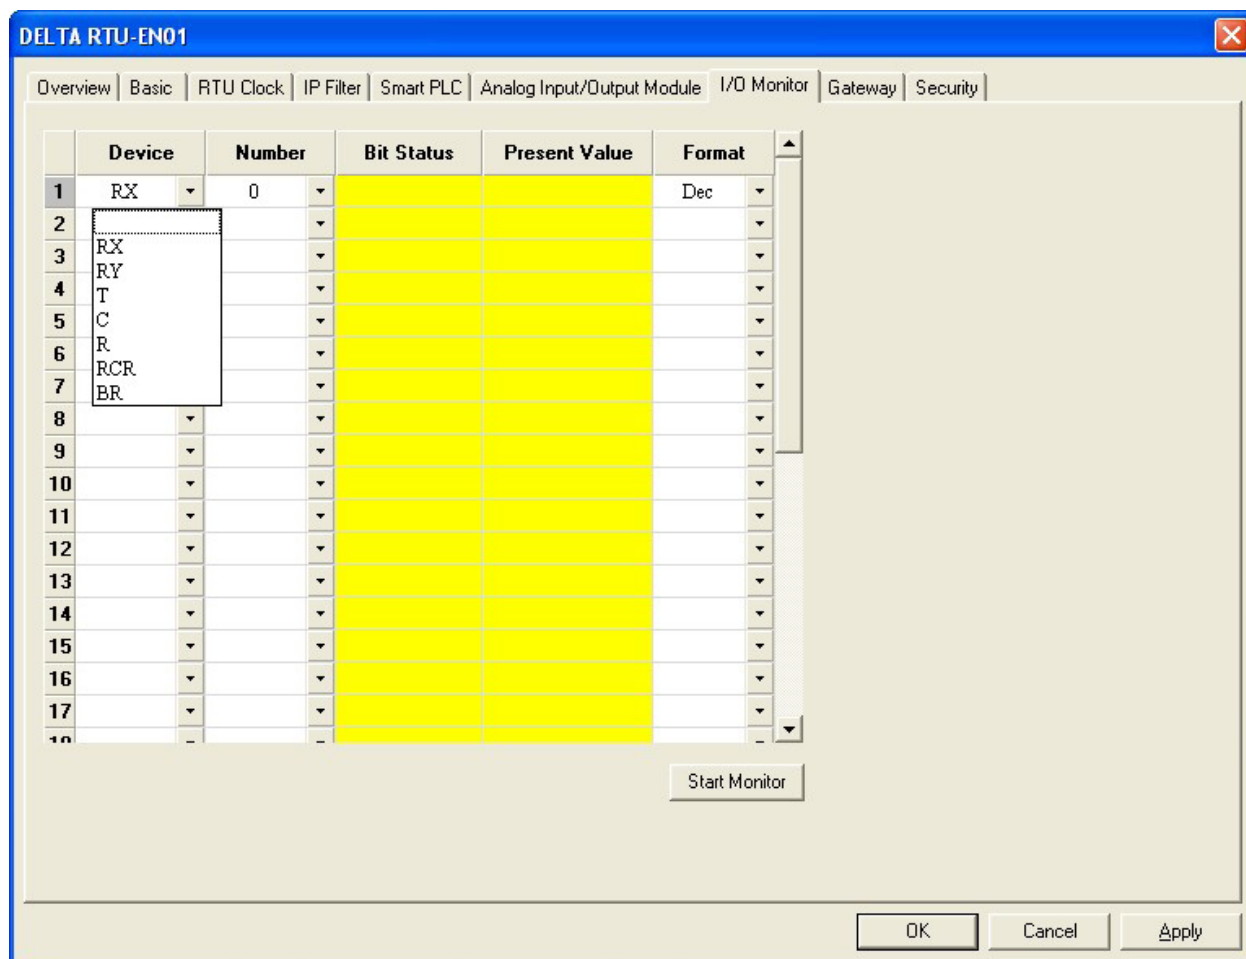 DELTA RTU-EN01
Overview Basic RTU Clock IP Filter Smart PLC Analog Input/Output Module I/O Monitor Gateway Security
Device Number Bit Status Present Value Format
1 RX 0 Dec
2
RX
3
RY
4 T
5 C
6 R
RCR
7 BR
8
9
10
11
12
13
14
15
16
17
Start Monitor
OK Cancel Apply